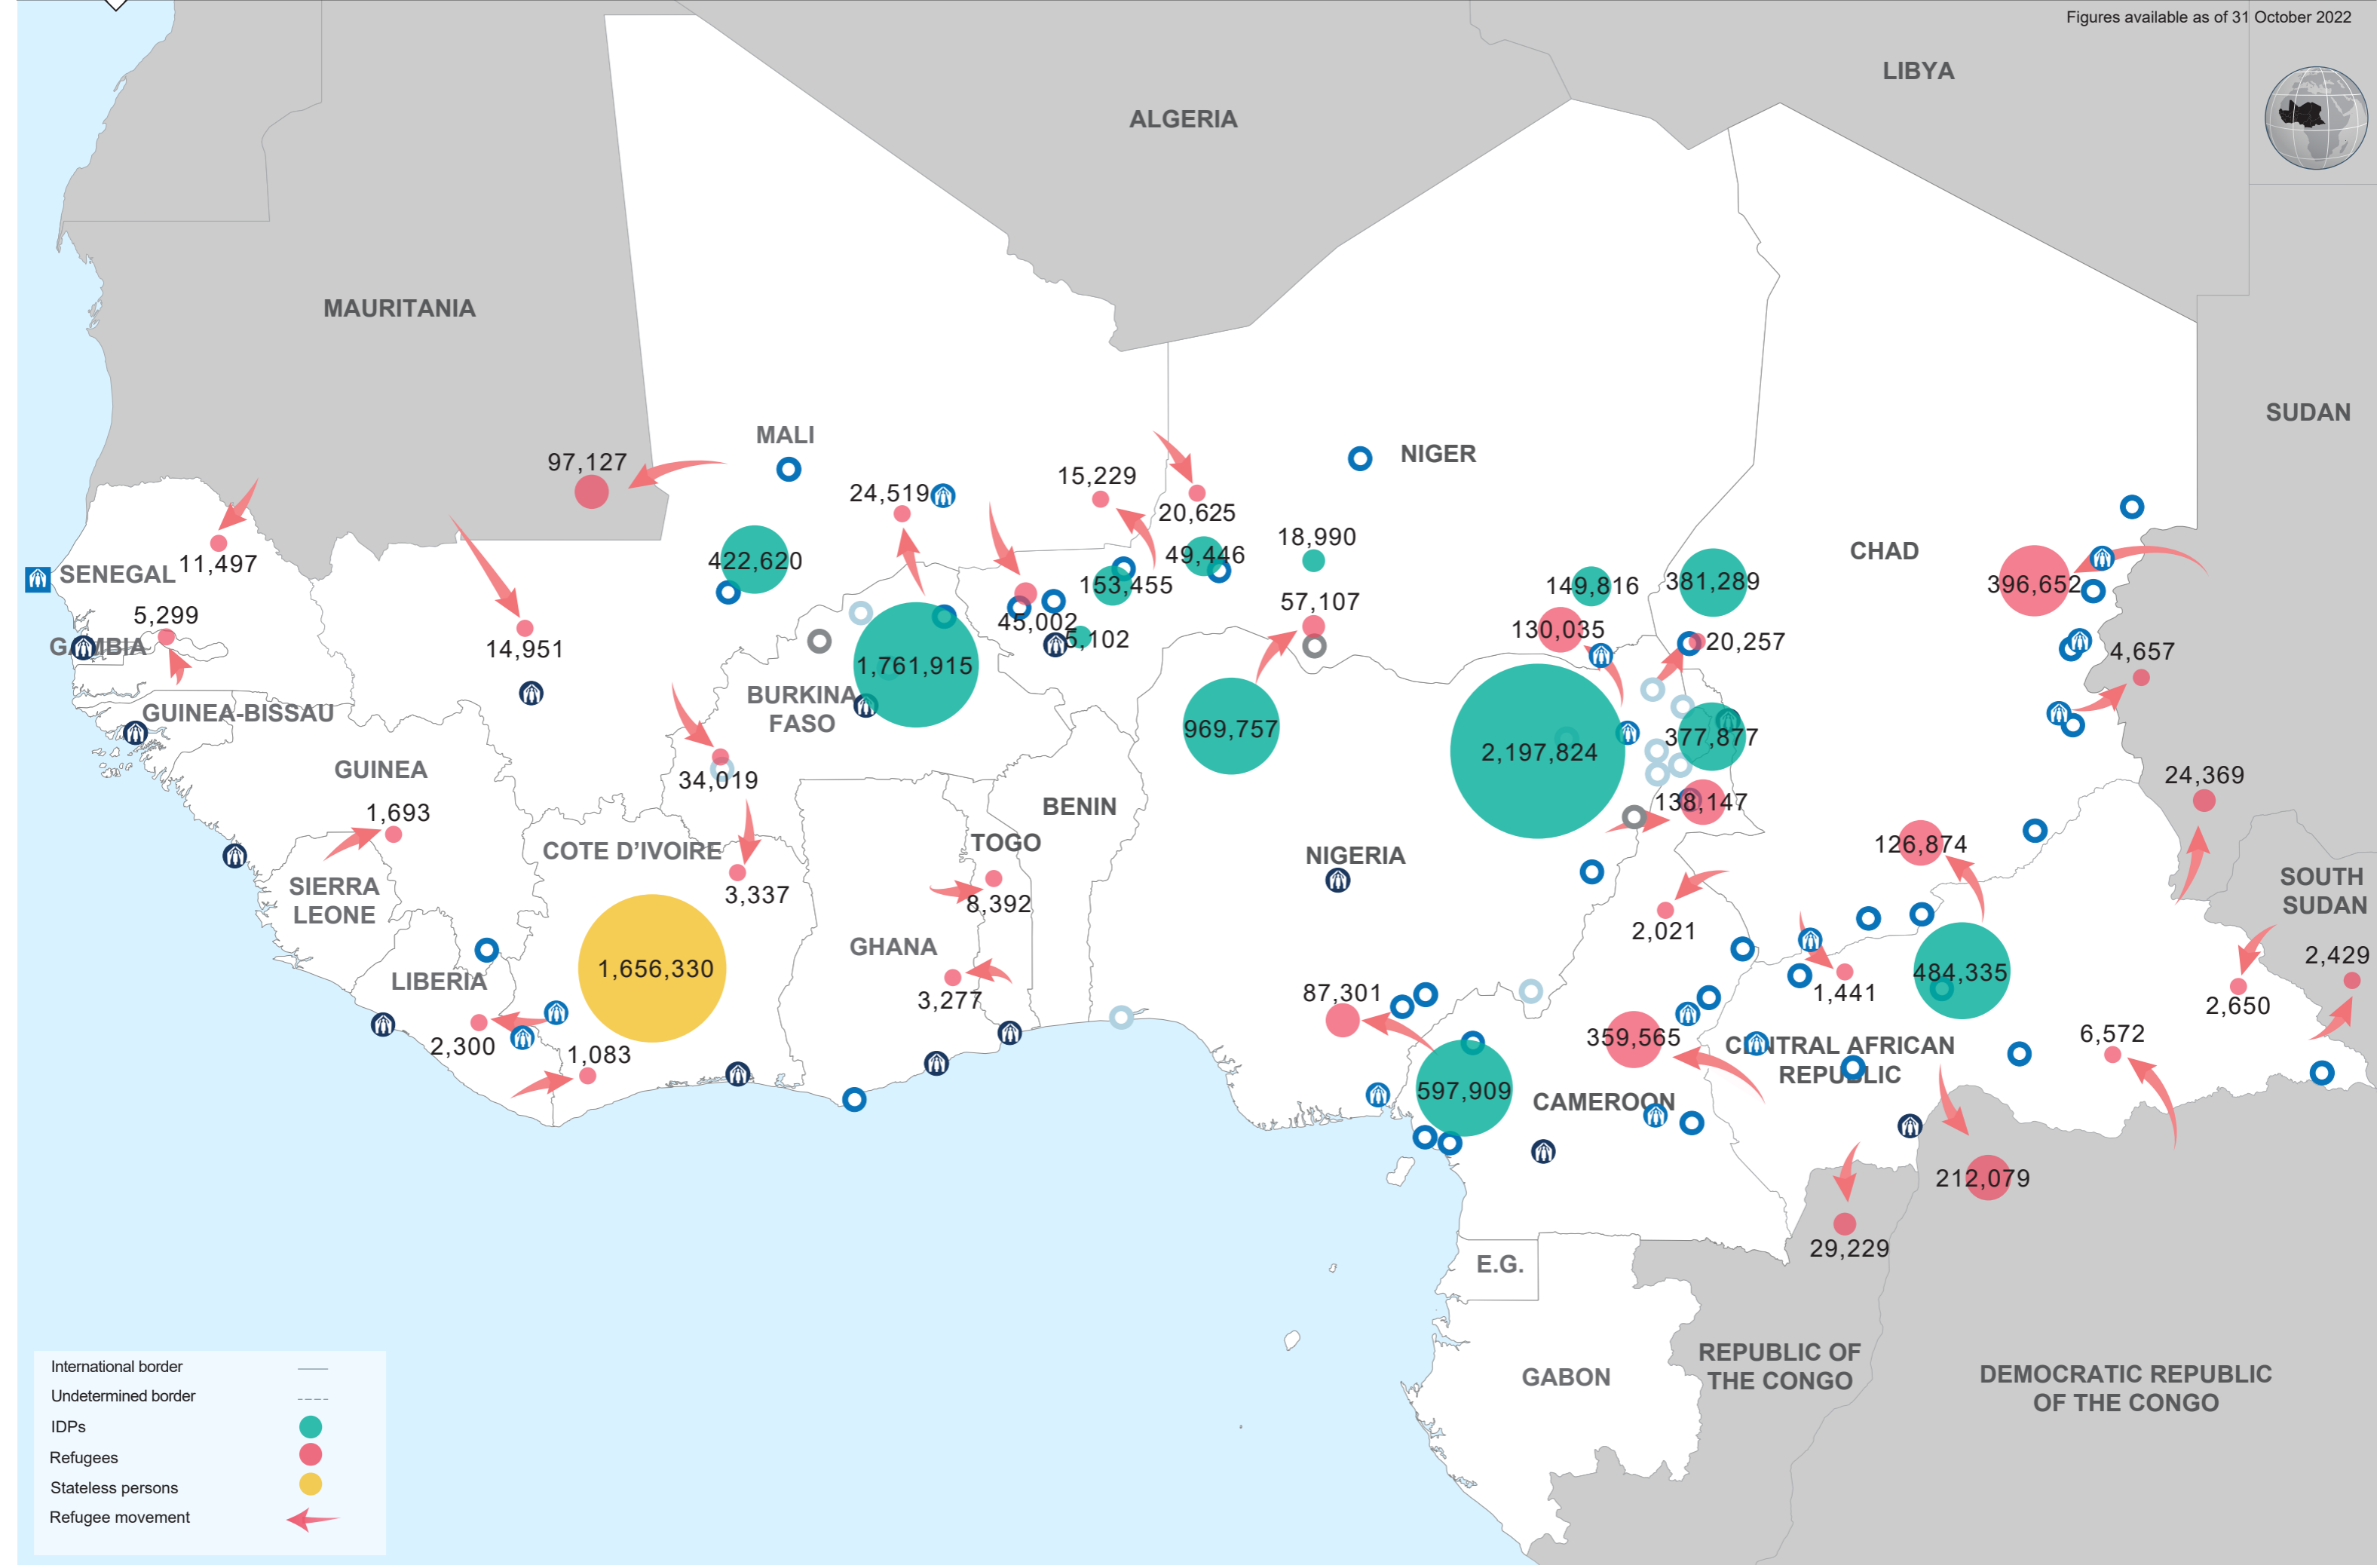 Figures available as of 31 October 2022
LIBYA
ALGERIA
MAURITANIA
SUDAN
MALI
NIGER
97,127
15,229
24,519
20,625
18,990
CHAD
11,497
SENEGAL
422,620
49,446
153,455
149,816
381,289
396,652
5,299
GAMBIA
14,951
45,002
5,102
57,107
130,035
20,257
4,657
1,761,915
BURKINA
FASO
GUINEA-BISSAU
969,757
2,197,824
377,877
GUINEA
34,019
24,369
1,693
BENIN
138,147
COTE D’IVOIRE
TOGO
NIGERIA
126,874
SIERRA
LEONE
3,337
8,392
SOUTH
SUDAN
2,021
GHANA
1,656,330
LIBERIA
484,335
2,429
3,277
87,301
1,441
2,650
2,300
1,083
359,565
CENTRAL AFRICAN
REPUBLIC
6,572
597,909
CAMEROON
212,079
29,229
E.G.
GABON
REPUBLIC OF
THE CONGO
DEMOCRATIC REPUBLIC
OF THE CONGO
International border
Undetermined border
IDPs
Refugees
Stateless persons
Refugee movement